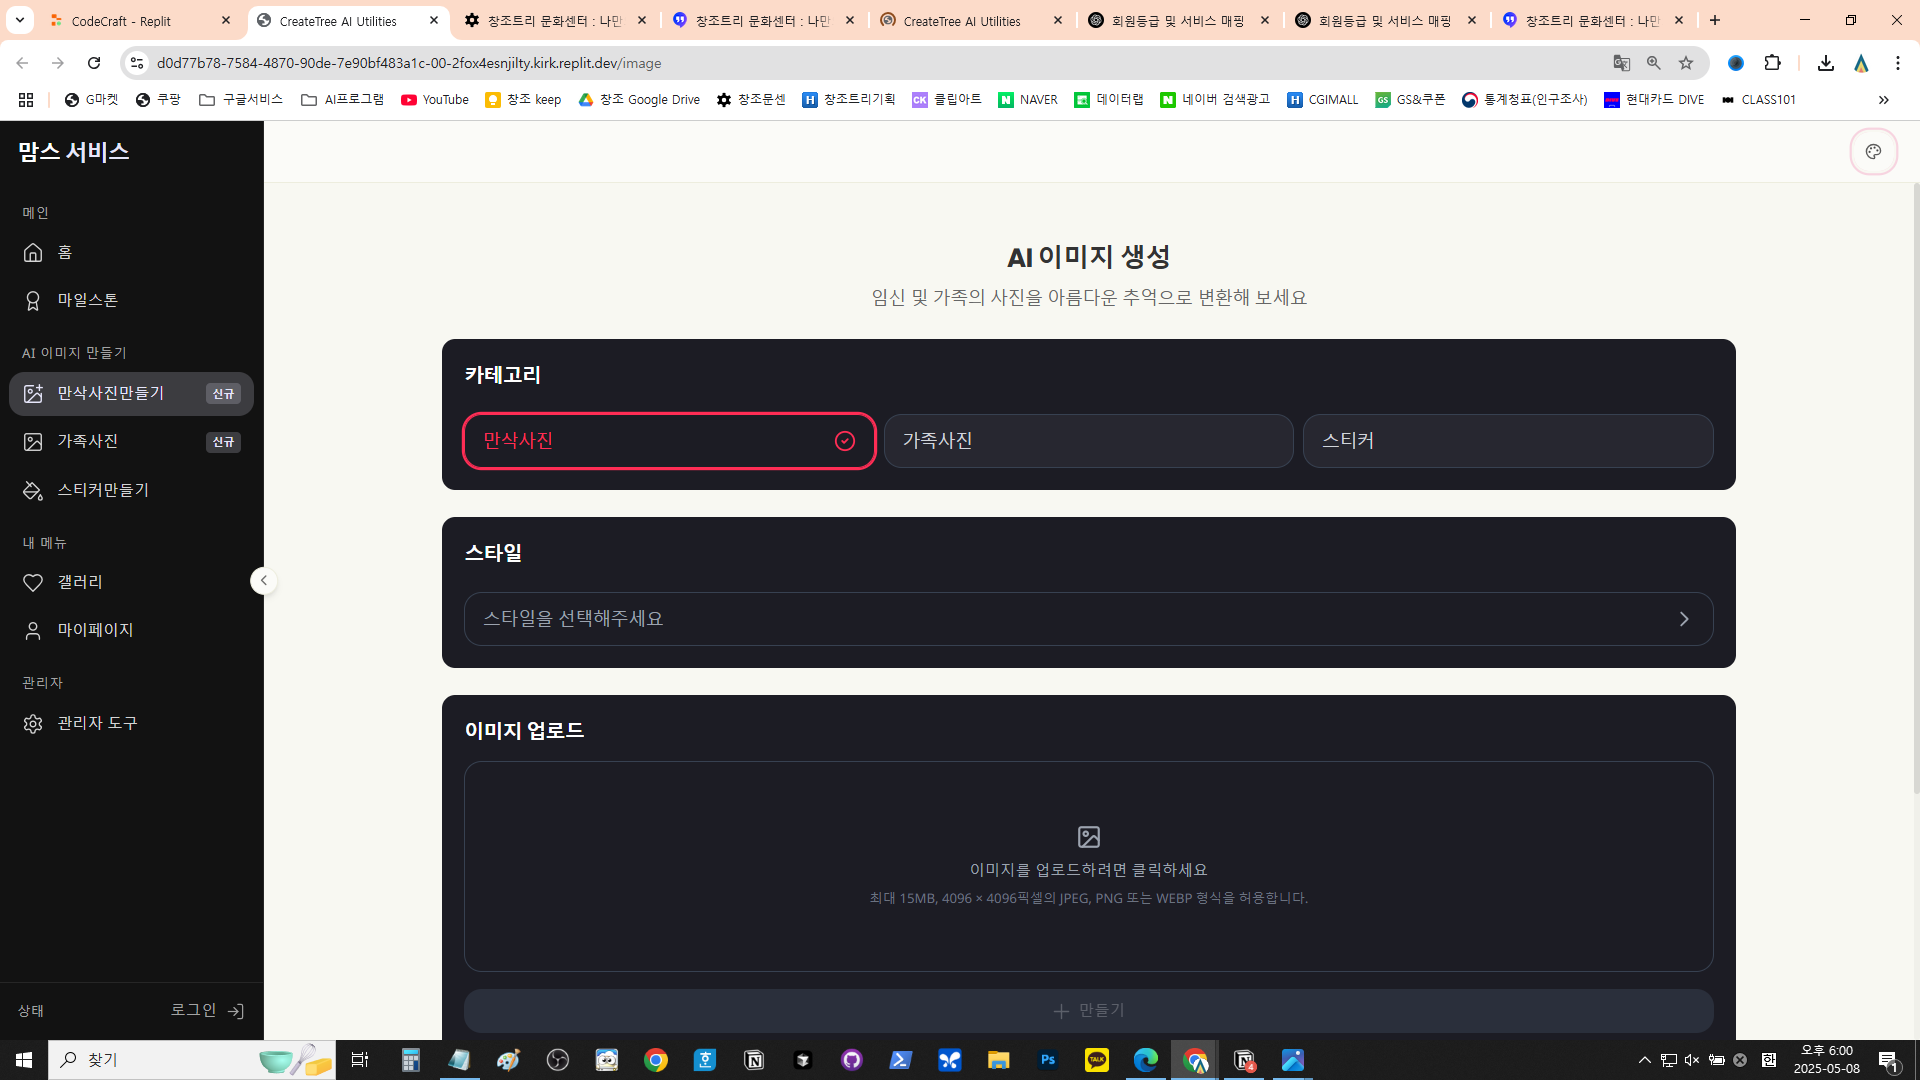 CodeCraft - Replit
CreateTree AI Utilities
창조트리 문화센터 : 나만
창조트리 문화센터 : 나만
CreateTree AI Utilities
회원등급 및 서비스 매핑
회원등급 및 서비스 매핑
창조트리 문화센터 : 나만
d0d77b78-7584-4870-90de-7e90bf483a1c-00-2fox4esnjilty.kirk.replit.dev/image
G마켓
쿠팡
구글서비스
AI프로그램
YouTube
창조 keep
창조 Google Drive
창조문센
창조트리기획
CK 클립아트
N NAVER
데이터랩
N 네이버 검색광고
H CGIMALL
GS GS&쿠폰
통계청표(인구조사)
현대카드 DIVE
CLASS101
맘스 서비스
메인
홈
마일스톤
AI 이미지 만들기
만삭사진만들기 신규
가족사진 신규
스티커만들기
내 메뉴
갤러리
마이페이지
관리자
관리자 도구
상태
로그인
AI 이미지 생성
임신 및 가족의 사진을 아름다운 추억으로 변환해 보세요
카테고리
만삭사진
가족사진
스티커
스타일
스타일을 선택해주세요
이미지 업로드
이미지를 업로드하려면 클릭하세요
최대 15MB, 4096 × 4096픽셀의 JPEG, PNG 또는 WEBP 형식을 허용합니다.
만들기
찾기
Ps
TALK
4
한
오후 6:00
2025-05-08
1